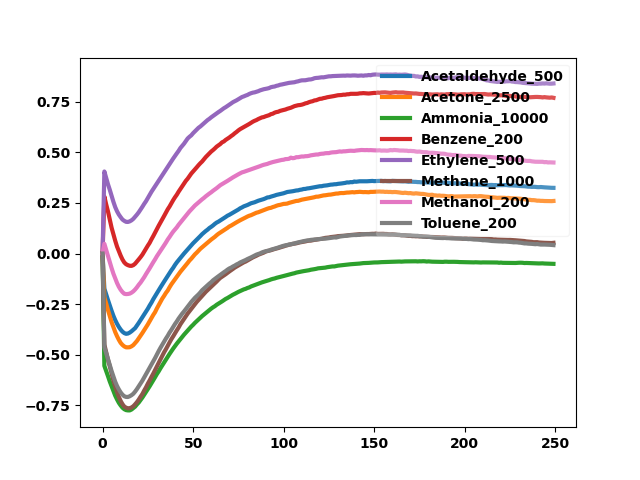 Acetaldehyde_500
Acetone_2500
Ammonia_10000
Benzene_200
Ethylene_500
Methane_1000
Methanol_200
Toluene_200
0.75
0.50
0.25
0.00
−0.25
−0.50
−0.75
0 50 100 150 200 250